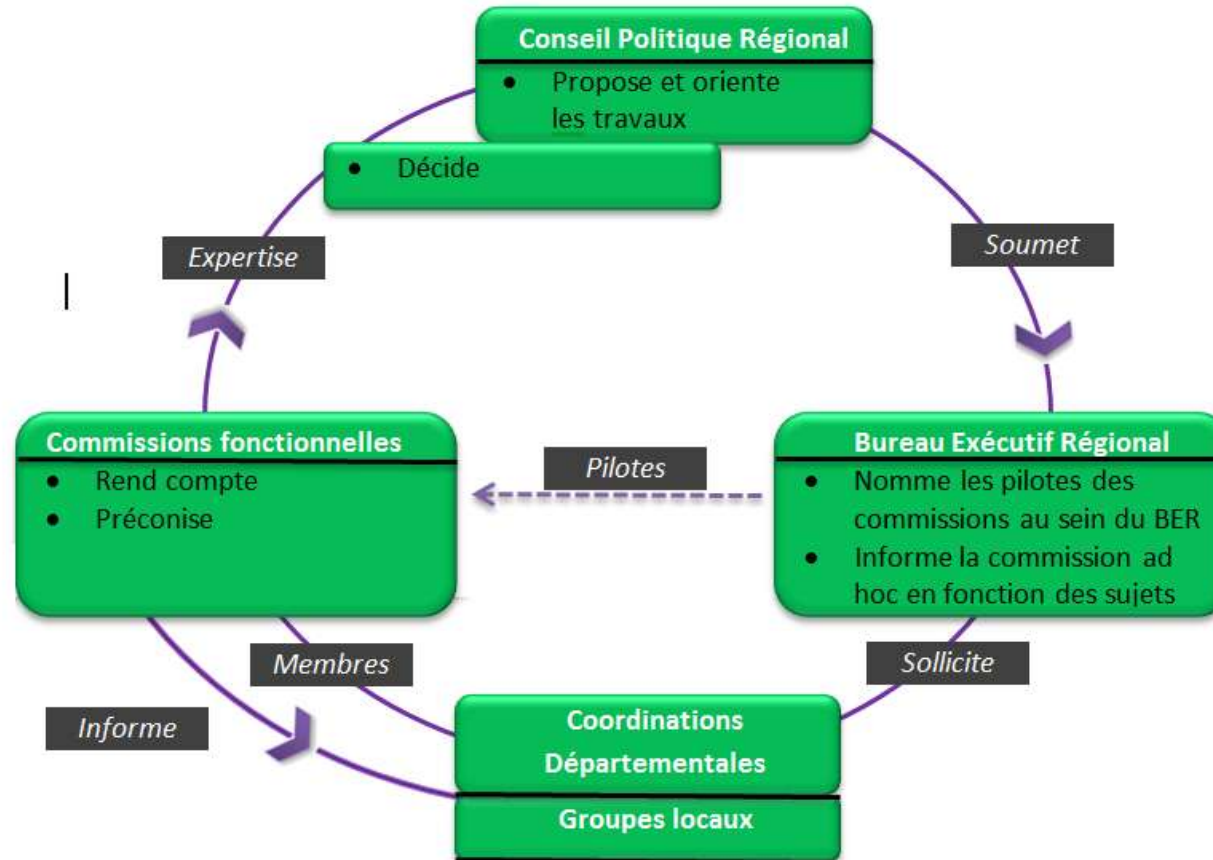 Conseil Politique Régional
• Propose et oriente
les travaux
• Décide
Expertise
Soumet
Commissions fonctionnelles
• Rend compte
• Préconise
Pilotes
Bureau Exécutif Régional
• Nomme les pilotes des
commissions au sein du BER
• Informe la commission ad
hoc en fonction des sujets
Membres
Sollicite
Informe
Coordinations
Départementales
Groupes locaux